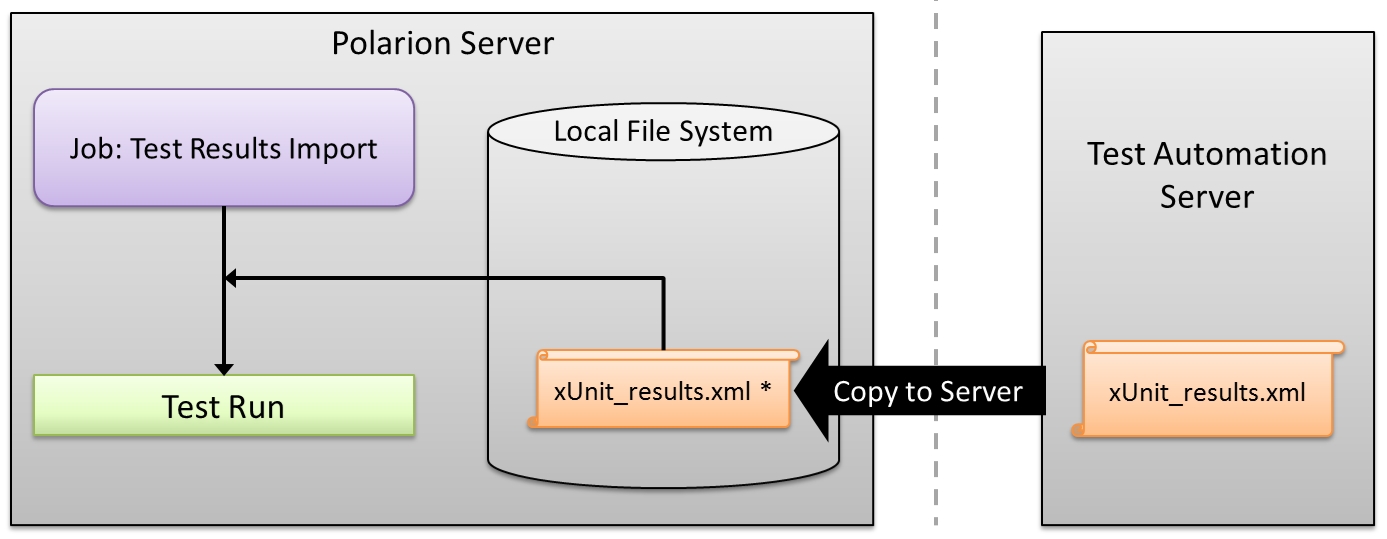 Polarion Server
Job: Test Results Import
Local File System
Test Automation
Server
xUnit_results.xml *
Copy to Server
xUnit_results.xml
Test Run